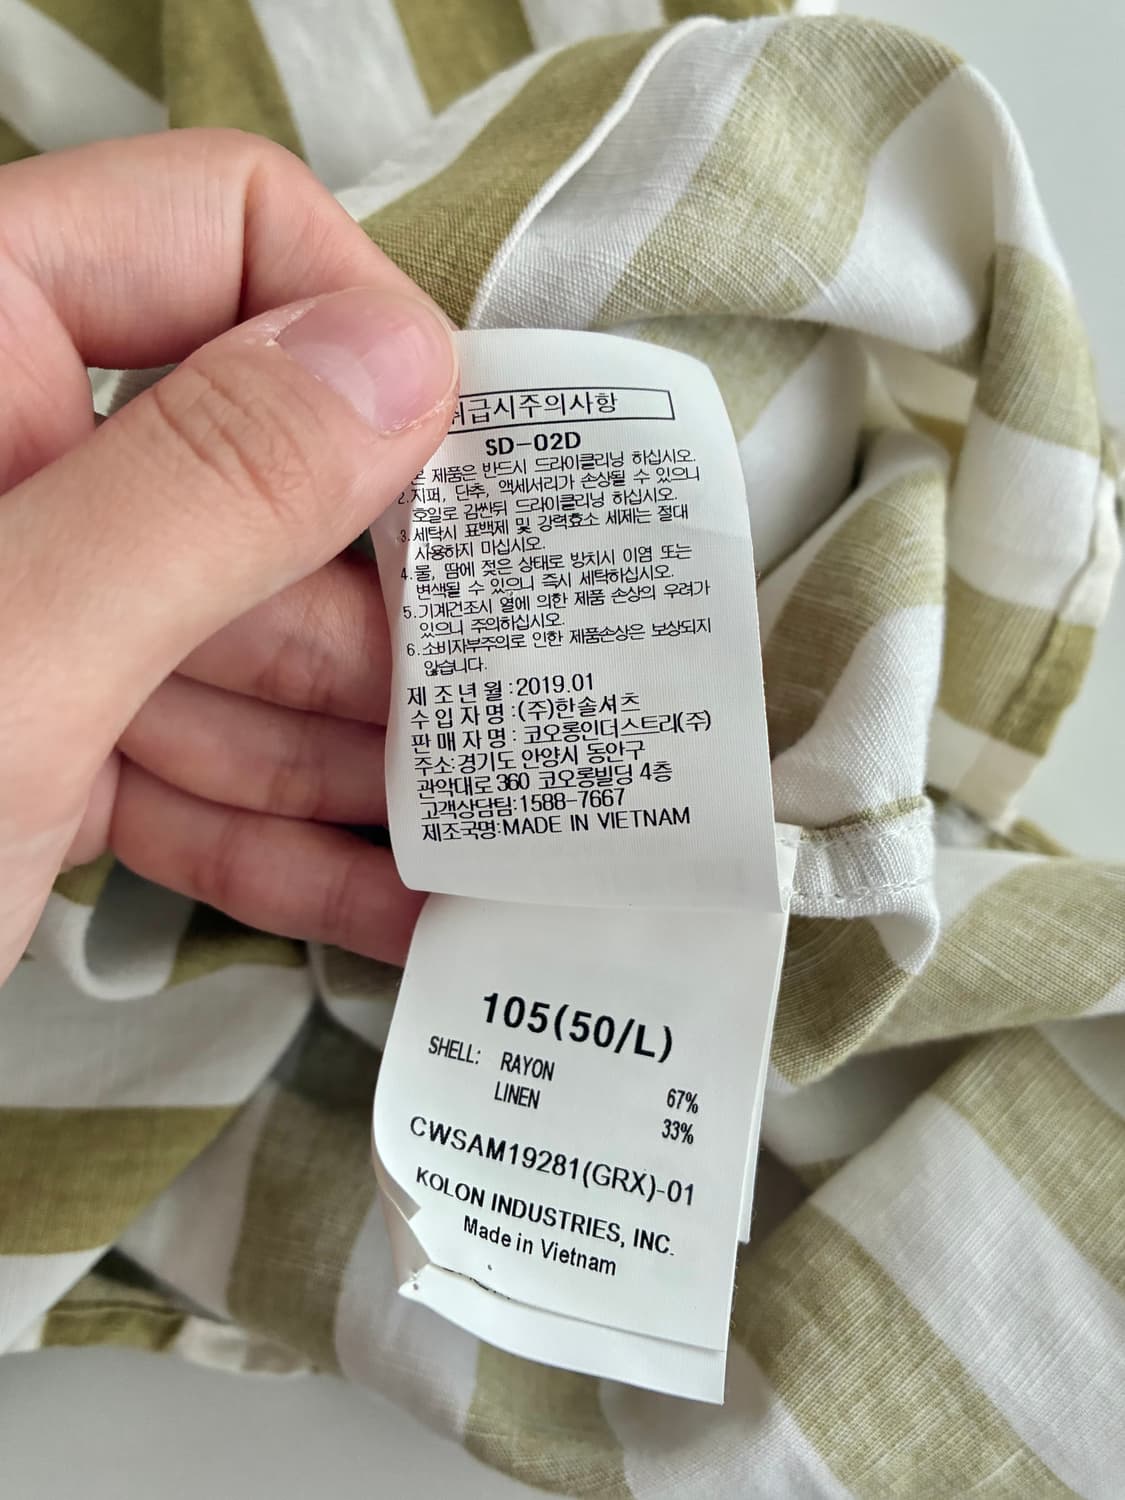 취급시주의사항
SD-02D
본 제품은 반드시 드라이클리닝 하십시오.
2.지퍼, 단추, 액세서리가 손상될 수 있으니
호일로 감싼뒤 드라이클리닝 하십시오.
3.세탁시 표백제 및 강력효소 세제는 절대
사용하지 마십시오.
4.물, 땀에 젖은 상태로 방치시 이염 또는
변색될 수 있으니 즉시 세탁하십시오.
5.기계건조시 열에 의한 제품 손상의 우려가
있으니 주의하십시오.
6.소비자부주의로 인한 제품손상은 보상되지
않습니다.
제 조 년 월 :2019.01
수 입 자 명 :(주)한솔셔츠
판 매 자 명 : 코오롱인더스트리(주)
주소:경기도 안양시 동안구
관악대로 360 코오롱빌딩 4층
고객상담팀:1588-7667
제조국명:MADE IN VIETNAM
105(50/L)
SHELL: RAYON 67%
LINEN 33%
CWSAM19281(GRX)-01
KOLON INDUSTRIES, INC.
Made in Vietnam